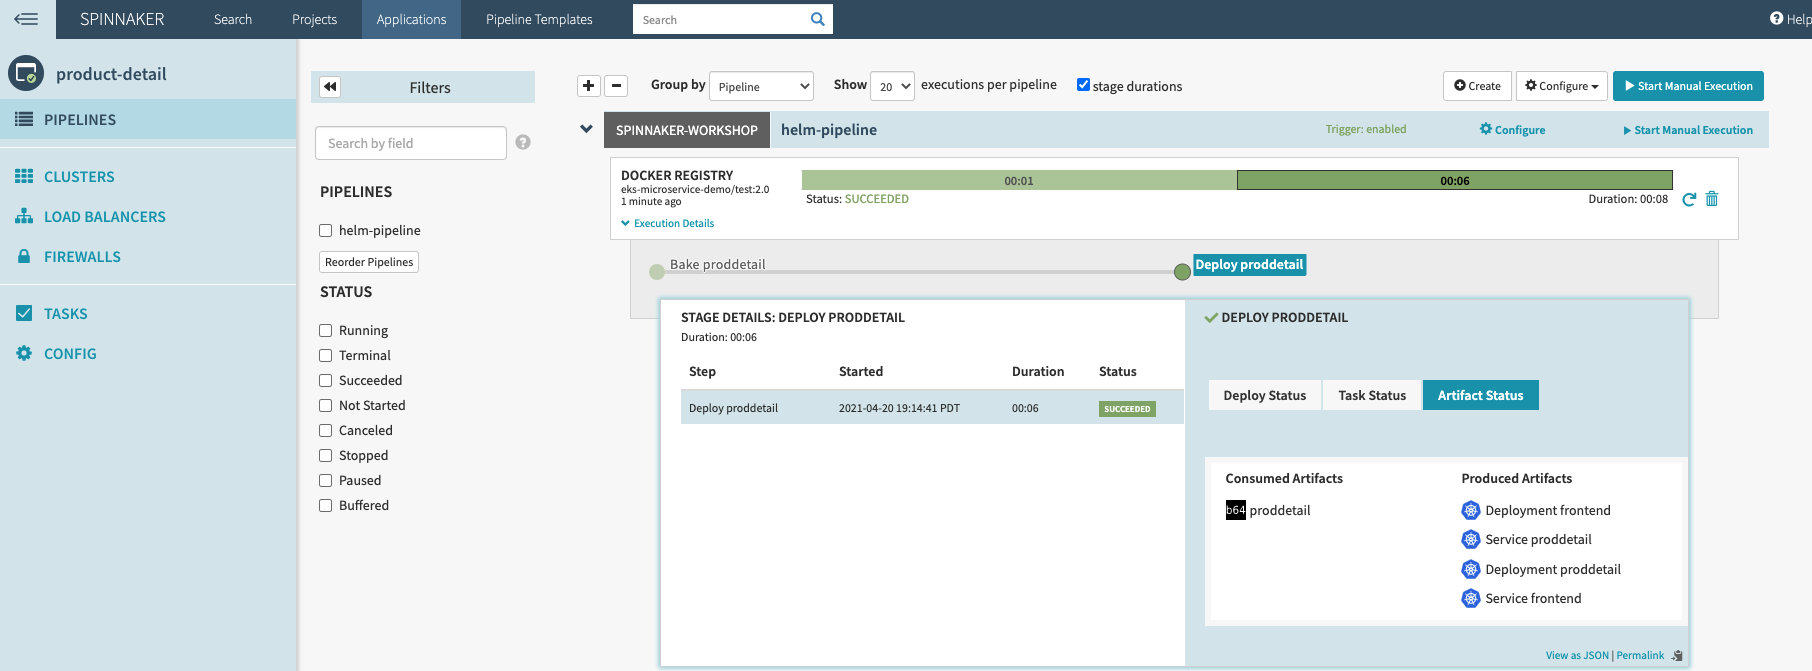 SPINNAKER Search Projects Applications Pipeline Templates Search Help
product-detail
PIPELINES
CLUSTERS
LOAD BALANCERS
FIREWALLS
TASKS
CONFIG
Filters
Search by field
PIPELINES
helm-pipeline
Reorder Pipelines
STATUS
Running
Terminal
Succeeded
Not Started
Canceled
Stopped
Paused
Buffered
Group by Pipeline Show 20 executions per pipeline stage durations Create Configure Start Manual Execution
SPINNAKER-WORKSHOP helm-pipeline Trigger: enabled Configure Start Manual Execution
DOCKER REGISTRY
eks-microservice-demo/test:2.0
1 minute ago
Execution Details
00:01 00:06
Status: SUCCEEDED Duration: 00:08
Bake proddetail Deploy proddetail
STAGE DETAILS: DEPLOY PRODDETAIL
Duration: 00:06
Step Started Duration Status
Deploy proddetail 2021-04-20 19:14:41 PDT 00:06 SUCCEEDED
DEPLOY PRODDETAIL
Deploy Status Task Status Artifact Status
Consumed Artifacts Produced Artifacts
b64 proddetail Deployment frontend
Service proddetail
Deployment proddetail
Service frontend
View as JSON | Permalink